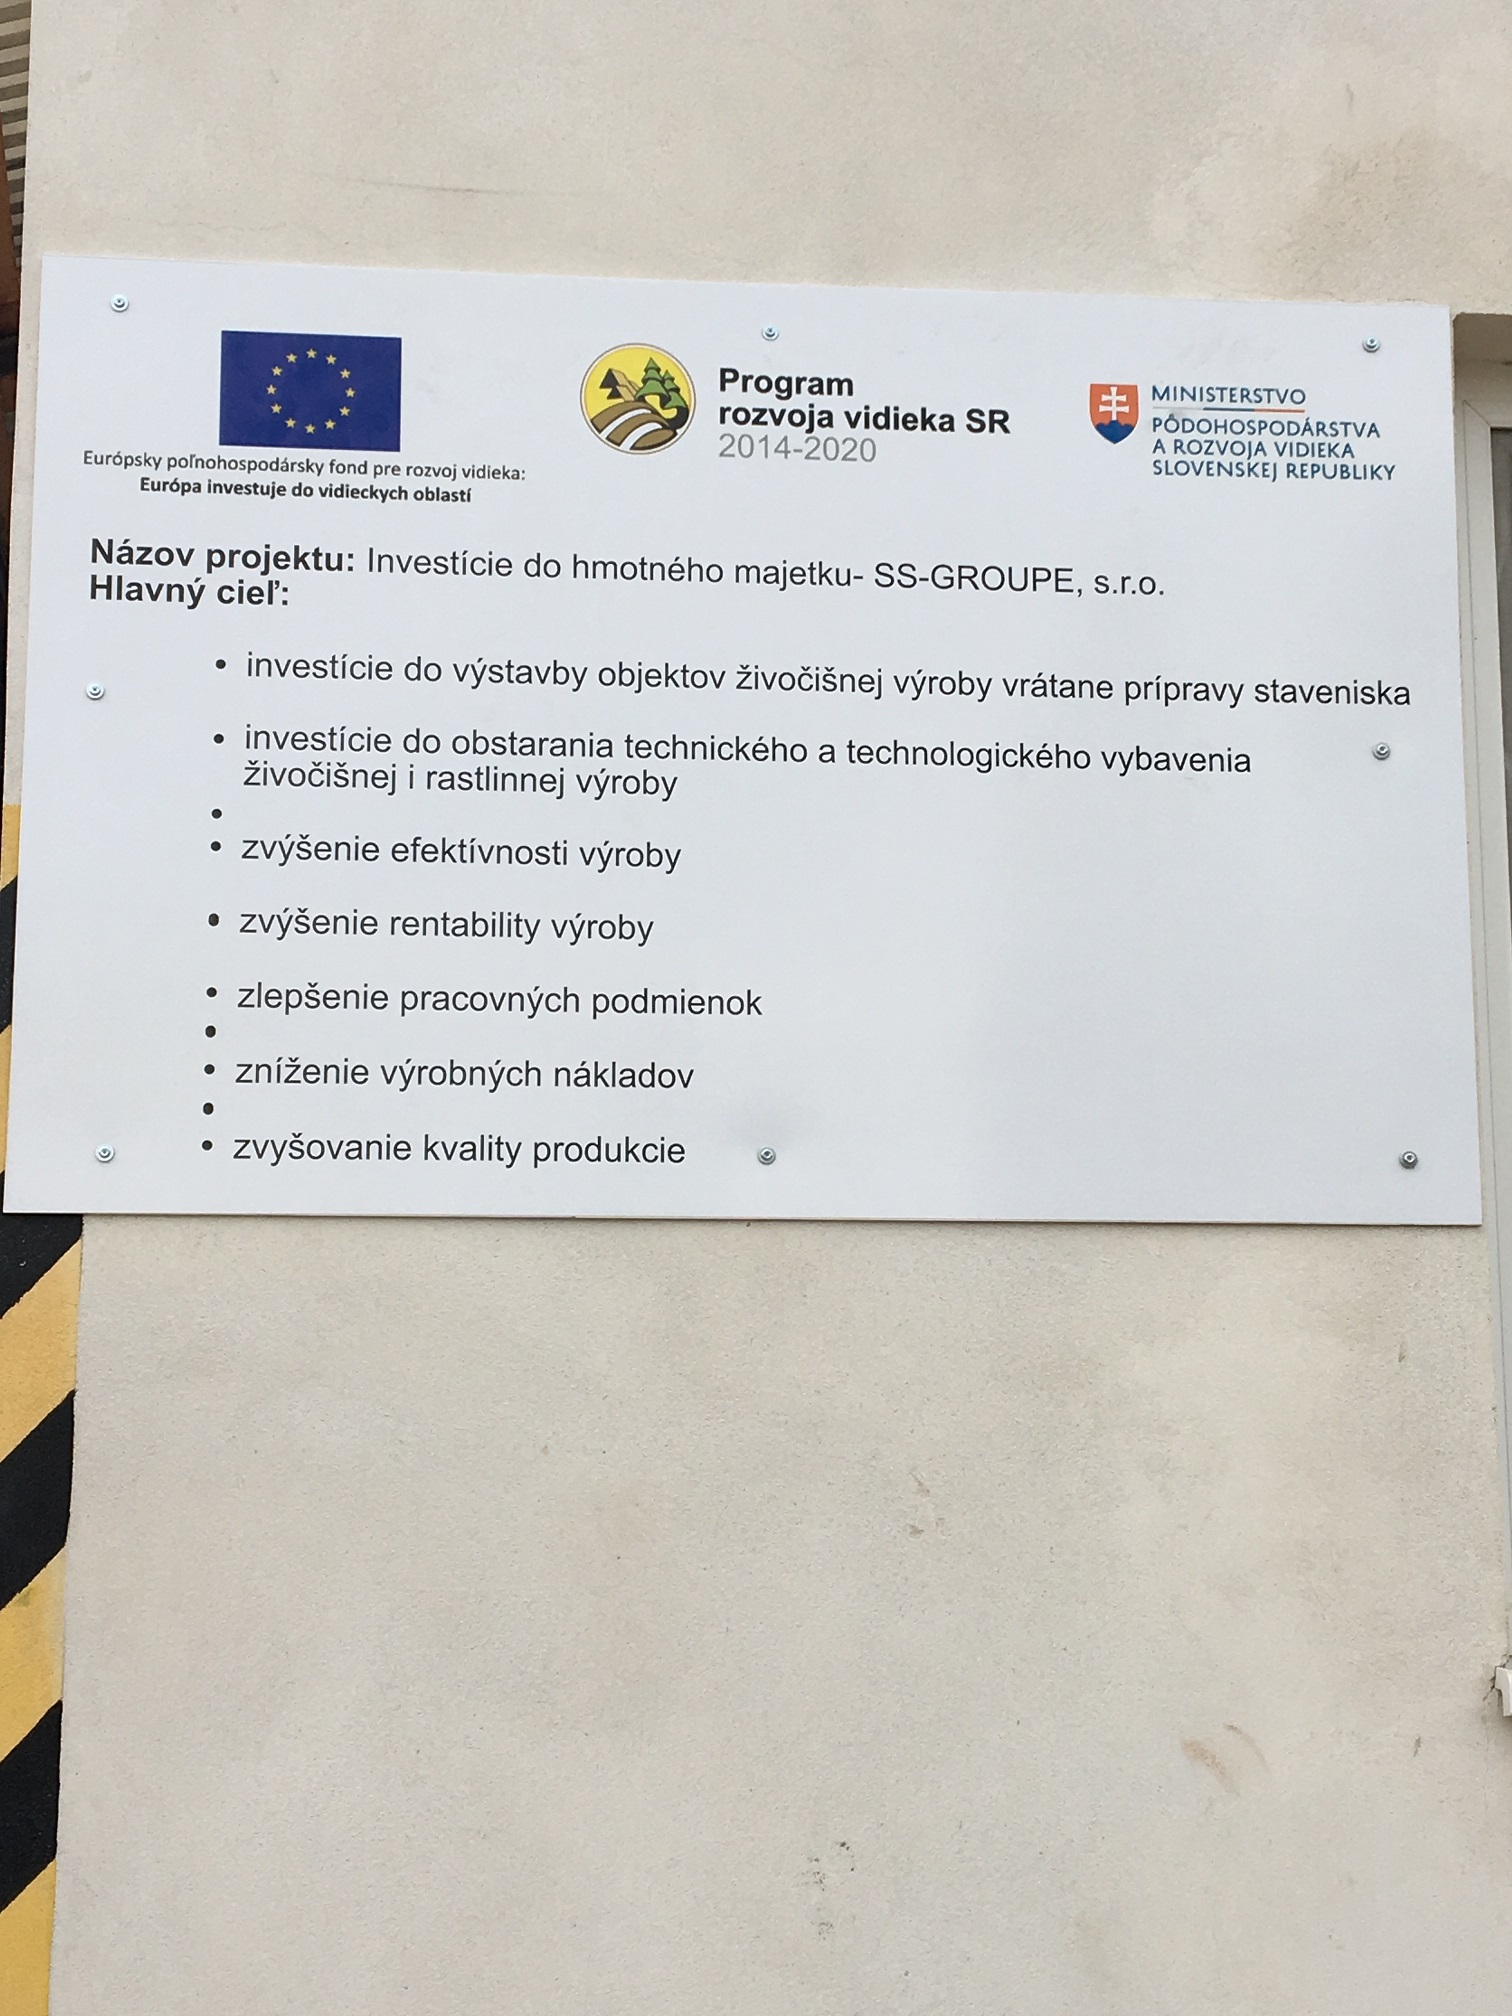 Európsky poľnohospodársky fond pre rozvoj vidieka:
Európa investuje do vidieckych oblastí
Program
rozvoja vidieka SR
2014-2020
MINISTERSTVO
PÔDOHOSPODÁRSTVA
A ROZVOJA VIDIEKA
SLOVENSKEJ REPUBLIKY
Názov projektu: Investície do hmotného majetku- SS-GROUPE, s.r.o.
Hlavný cieľ:
• investície do výstavby objektov živočišnej výroby vrátane prípravy staveniska
• investície do obstarania technického a technologického vybavenia
živočišnej i rastlinnej výroby
•
• zvýšenie efektívnosti výroby
• zvýšenie rentability výroby
• zlepšenie pracovných podmienok
•
• zníženie výrobných nákladov
•
• zvyšovanie kvality produkcie